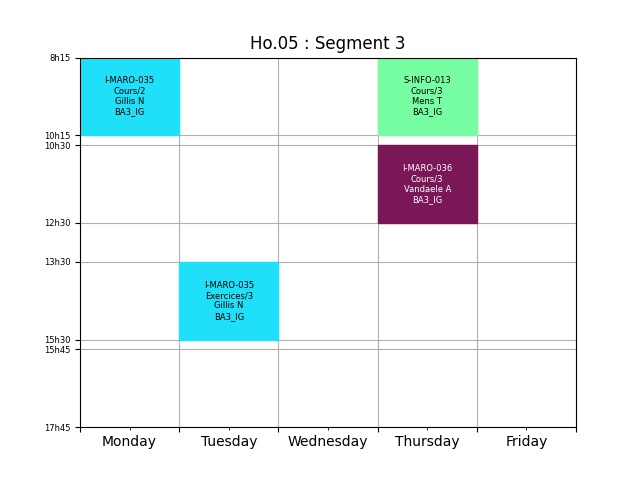 Ho.05 : Segment 3
8h15
I-MARO-035
Cours/2
Gillis N
BA3_IG
S-INFO-013
Cours/3
Mens T
BA3_IG
10h15
10h30
I-MARO-036
Cours/3
Vandaele A
BA3_IG
12h30
13h30
I-MARO-035
Exercices/3
Gillis N
BA3_IG
15h30
15h45
17h45
Monday
Tuesday
Wednesday
Thursday
Friday